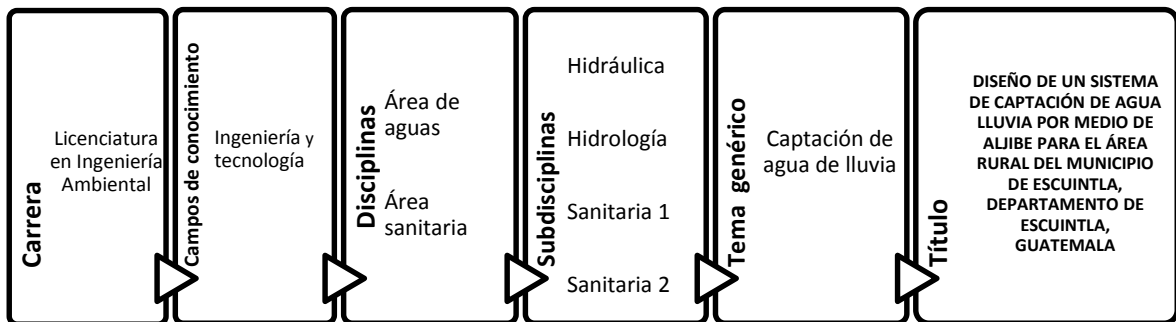 Carrera
Licenciatura
en Ingeniería
Ambiental
Campos de conocimiento
Ingeniería y
tecnología
Disciplinas
Área de
aguas
Área
sanitaria
Subdisciplinas
Hidráulica
Hidrología
Sanitaria 1
Sanitaria 2
Tema genérico
Captación de
agua de lluvia
Título
DISEÑO DE UN SISTEMA
DE CAPTACIÓN DE AGUA
LLUVIA POR MEDIO DE
ALJIBE PARA EL ÁREA
RURAL DEL MUNICIPIO
DE ESCUINTLA,
DEPARTAMENTO DE
ESCUINTLA,
GUATEMALA